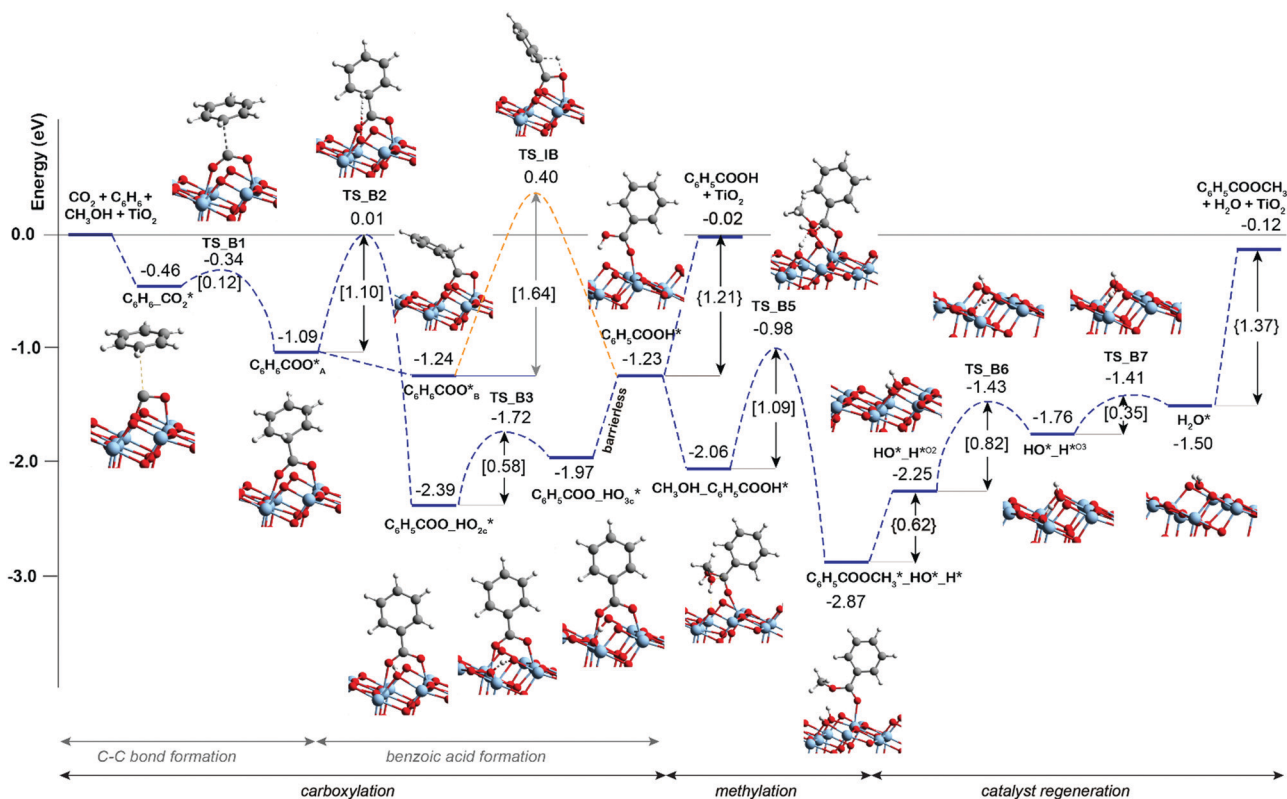 Energy (eV)
0.0
-1.0
-2.0
-3.0
CO₂ + C₆H₆ +
CH₃OH + TiO₂
-0.46
C₆H₆_CO₂*
TS_B1
-0.34
[0.12]
-1.09
C₆H₆COO*A
TS_B2
0.01
[1.10]
-1.24
C₆H₆COO*B
TS_IB
0.40
[1.64]
-2.39
C₆H₅COO_HO₂c*
TS_B3
-1.72
[0.58]
-1.97
C₆H₅COO_HO₃c*
barrierless
C₆H₅COOH*
-1.23
C₆H₅COOH
+ TiO₂
-0.02
{1.21}
-2.06
CH₃OH_C₆H₅COOH*
TS_B5
-0.98
[1.09]
C₆H₅COOCH₃*_HO*_H*
-2.87
{0.62}
HO*_H*O2
-2.25
TS_B6
-1.43
[0.82]
-1.76
HO*_H*O3
TS_B7
-1.41
[0.35]
H₂O*
-1.50
C₆H₅COOCH₃
+ H₂O + TiO₂
-0.12
{1.37}
C-C bond formation
benzoic acid formation
carboxylation
methylation
catalyst regeneration